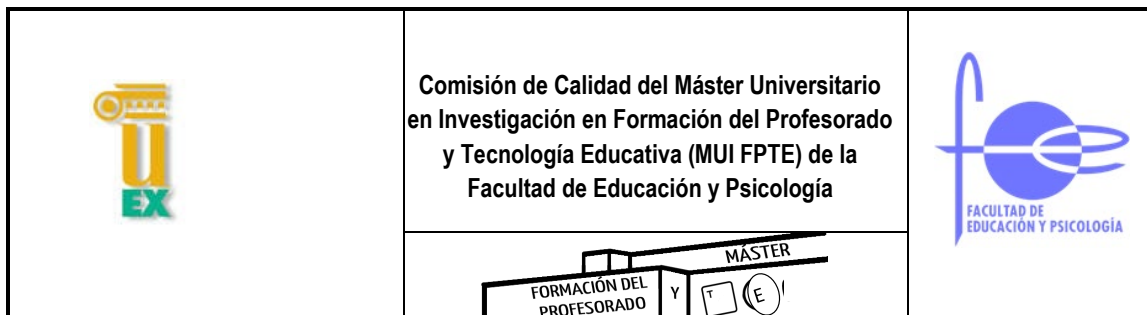 u
EX
Comisión de Calidad del Máster Universitario
en Investigación en Formación del Profesorado
y Tecnología Educativa (MUI FPTE) de la
Facultad de Educación y Psicología
fce
FACULTAD DE
EDUCACIÓN Y PSICOLOGÍA
MÁSTER
FORMACIÓN DEL
PROFESORADO
Y
T
E